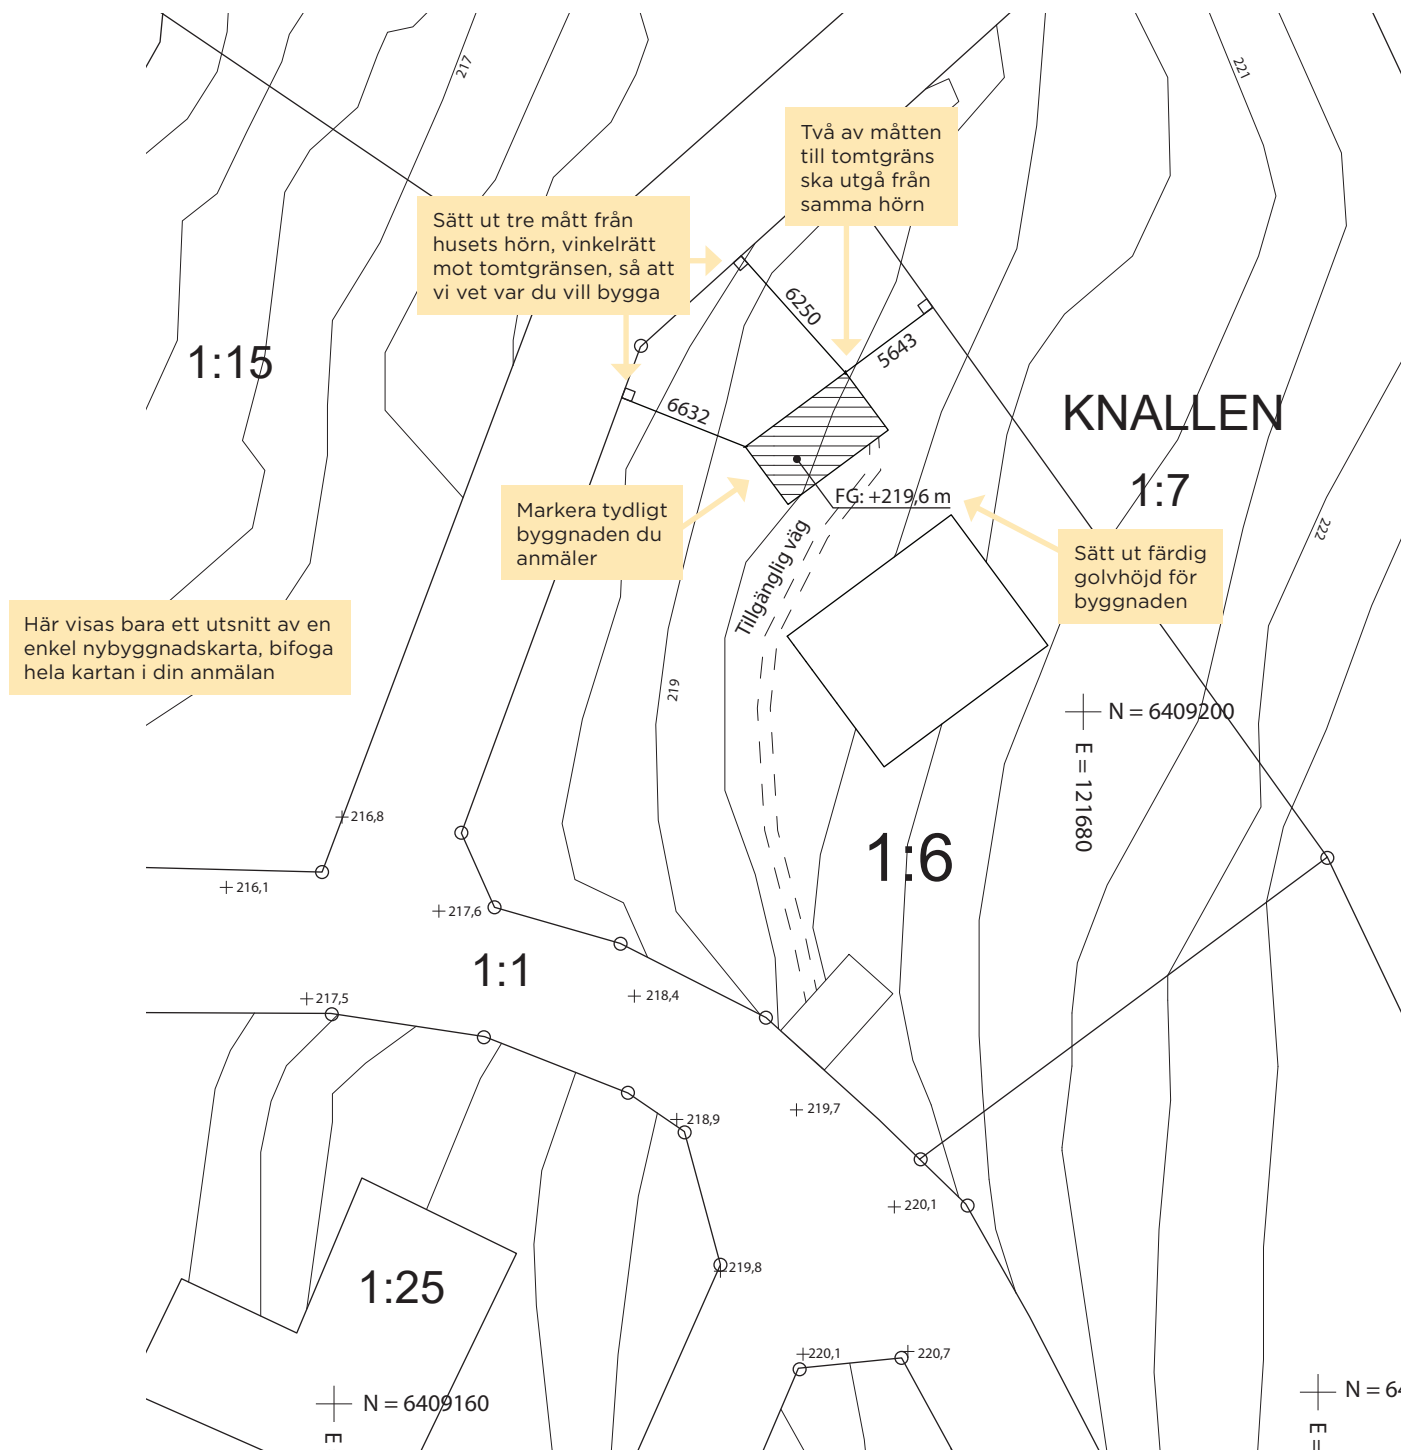 217
221
Två av måtten
till tomtgräns
ska utgå från
samma hörn
Sätt ut tre mått från
husets hörn, vinkelrätt
mot tomtgränsen, så att
vi vet var du vill bygga
6250
5643
1:15
6632
KNALLEN
1:7
FG: +219,6 m
Markera tydligt
byggnaden du
anmäler
222
Sätt ut färdig
golvhöjd för
byggnaden
Tillgänglig väg
Här visas bara ett utsnitt av en
enkel nybyggnadskarta, bifoga
hela kartan i din anmälan
219
N = 6409200
E = 121680
216,8
1:6
216,1
217,6
1:1
217,5
218,4
219,7
218,9
220,1
219,8
1:25
220,1
220,7
N = 6409160
E
N = 64
E =